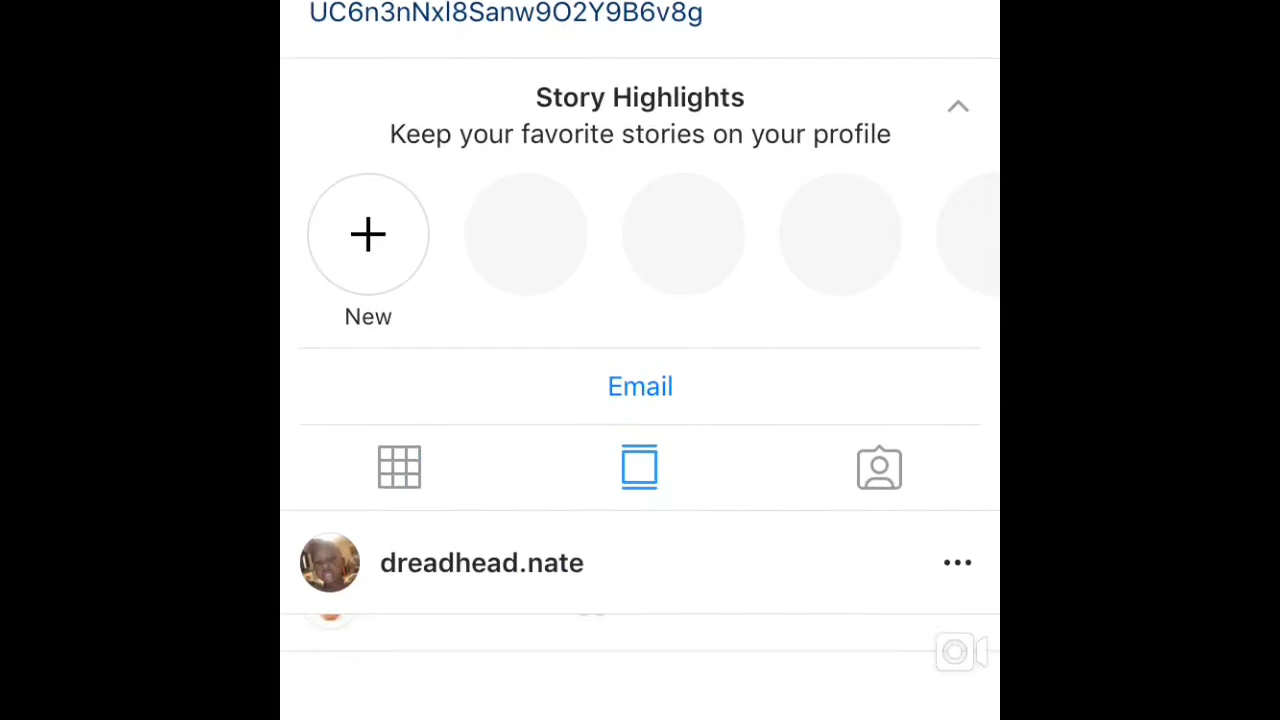 UC6n3nNxl8Sanw9O2Y9B6v8g
Story Highlights
Keep your favorite stories on your profile
New
Email
dreadhead.nate